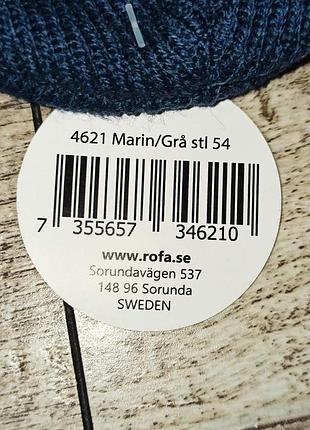 4621 Marin/Grå stl 54
7 355657 346210
www.rofa.se
Sorundavägen 537
148 96 Sorunda
SWEDEN